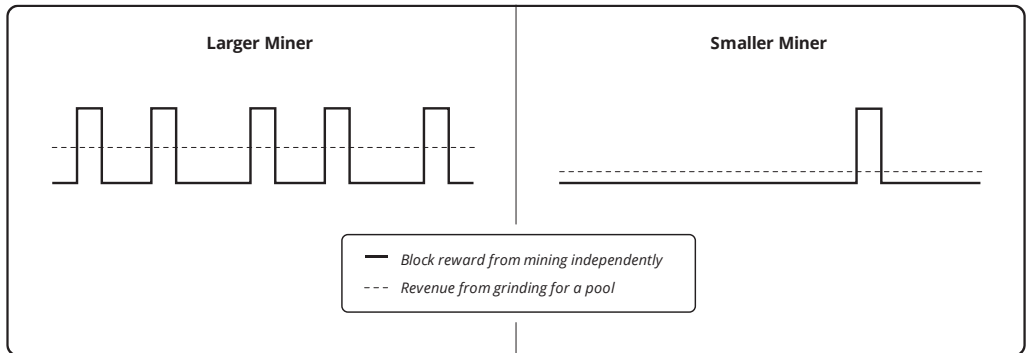 Larger Miner
Smaller Miner
Block reward from mining independently
Revenue from grinding for a pool